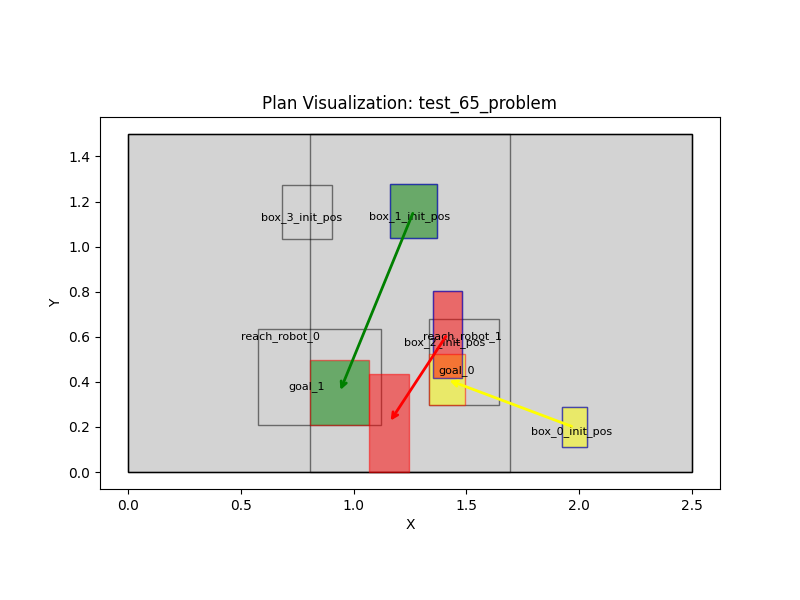 Plan Visualization: test_65_problem
Y
1.4
1.2
1.0
0.8
0.6
0.4
0.2
0.0
box_3_init_pos
box_1_init_pos
reach_robot_0
reach_robot_1
box_2_init_pos
goal_0
goal_1
box_0_init_pos
0.0 0.5 1.0 1.5 2.0 2.5
X